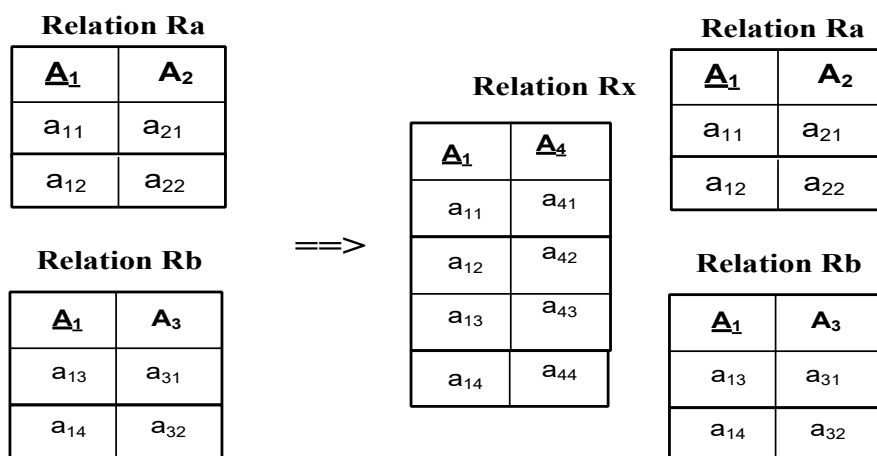 Relation Ra
A₁ A₂
a₁₁ a₂₁
a₁₂ a₂₂
Relation Rb
A₁ A₃
a₁₃ a₃₁
a₁₄ a₃₂
==>
Relation Rx
A₁ A₄
a₁₁ a₄₁
a₁₂ a₄₂
a₁₃ a₄₃
a₁₄ a₄₄
Relation Ra
A₁ A₂
a₁₁ a₂₁
a₁₂ a₂₂
Relation Rb
A₁ A₃
a₁₃ a₃₁
a₁₄ a₃₂